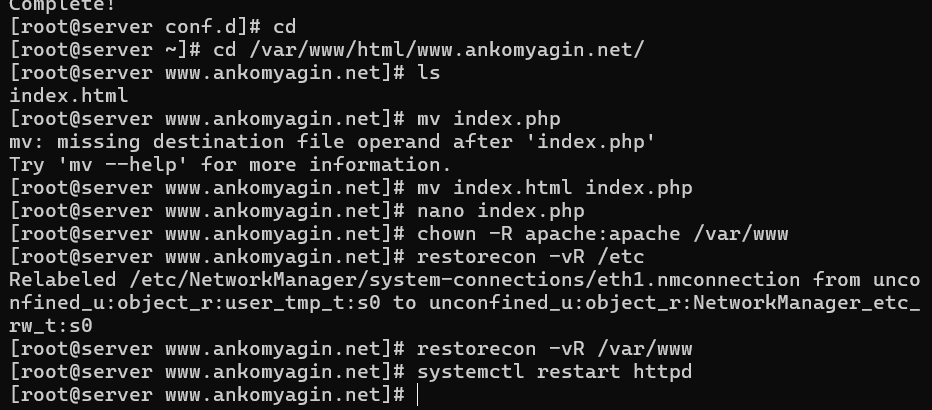 Complete!
[root@server conf.d]# cd
[root@server ~]# cd /var/www/html/www.ankomyagin.net/
[root@server www.ankomyagin.net]# ls
index.html
[root@server www.ankomyagin.net]# mv index.php
mv: missing destination file operand after 'index.php'
Try 'mv --help' for more information.
[root@server www.ankomyagin.net]# mv index.html index.php
[root@server www.ankomyagin.net]# nano index.php
[root@server www.ankomyagin.net]# chown -R apache:apache /var/www
[root@server www.ankomyagin.net]# restorecon -vR /etc
Relabeled /etc/NetworkManager/system-connections/eth1.nmconnection from unco
nfined_u:object_r:user_tmp_t:s0 to unconfined_u:object_r:NetworkManager_etc_
rw_t:s0
[root@server www.ankomyagin.net]# restorecon -vR /var/www
[root@server www.ankomyagin.net]# systemctl restart httpd
[root@server www.ankomyagin.net]#